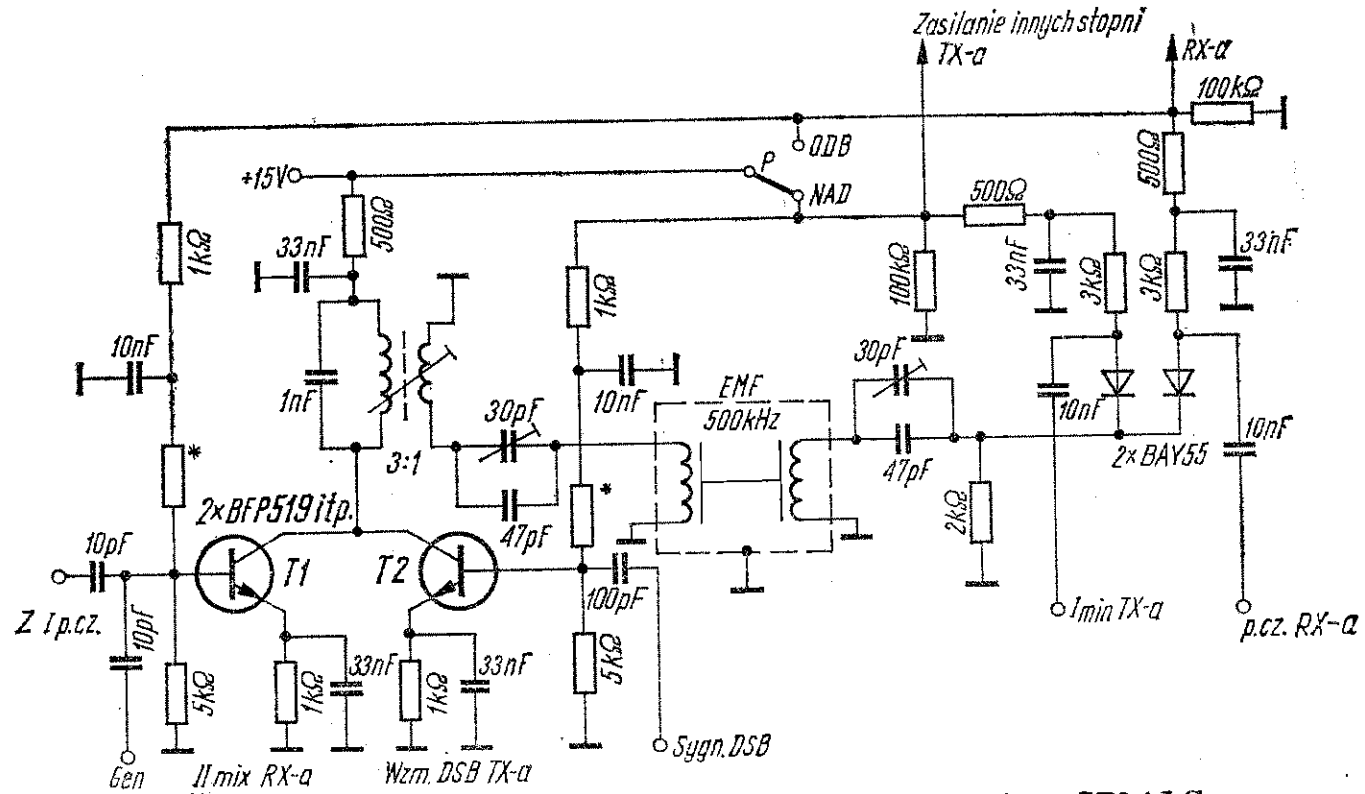 Zasilanie innych stopni
TX-a
RX-a
100kΩ
ODB
P
+15V
NAD
500Ω
500Ω
500Ω
1kΩ
33nF
33nF
33nF
1kΩ
100kΩ
3kΩ
3kΩ
10nF
1nF
10nF
30pF
EMF
500kHz
30pF
10nF
10nF
3:1
*
*
47pF
47pF
2×BAY55
2×BFP519 itp.
2kΩ
10pF
T1
T2
100pF
Z I p.cz.
10pF
5kΩ
1kΩ
33nF
1kΩ
33nF
5kΩ
I min TX-a
p.cz. RX-a
Gen
II mix RX-a
Wzm. DSB TX-a
Sygn. DSB